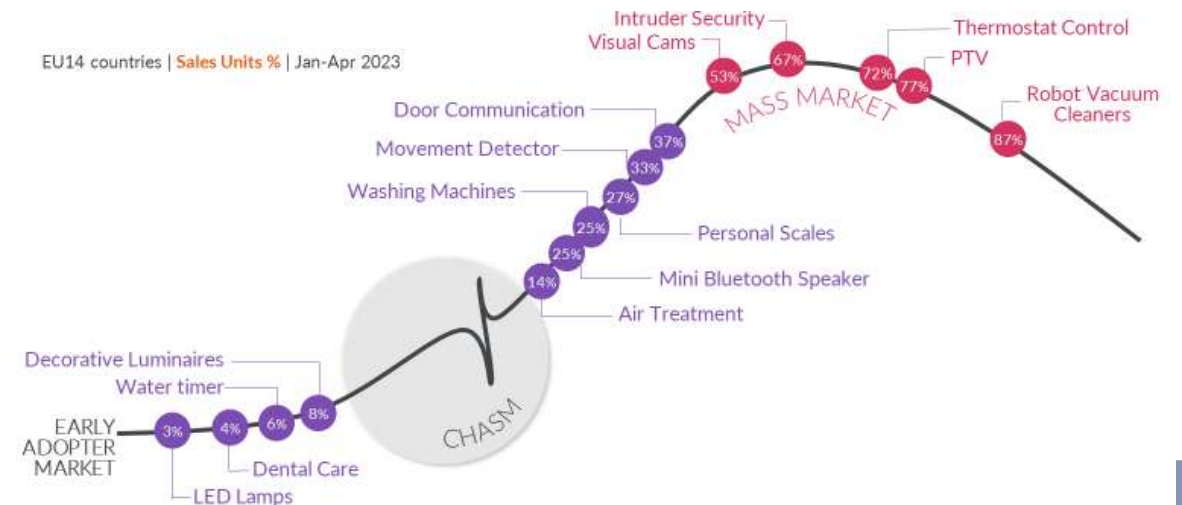 EU14 countries | Sales Units % | Jan-Apr 2023
Intruder Security
Visual Cams
Thermostat Control
PTV
Robot Vacuum
Cleaners
53%
67%
72%
77%
87%
MASS MARKET
Door Communication
37%
Movement Detector
33%
Washing Machines
27%
25%
Personal Scales
25%
Mini Bluetooth Speaker
14%
Air Treatment
Decorative Luminaires
Water timer
8%
6%
4%
3%
EARLY
ADOPTER
MARKET
CHASM
Dental Care
LED Lamps